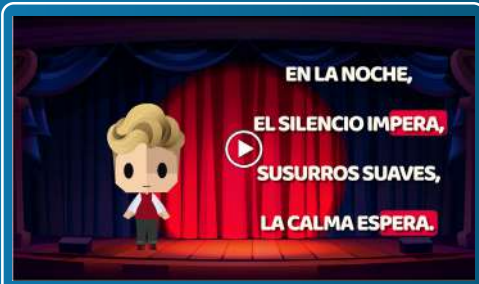 EN LA NOCHE,
EL SILENCIO IMPERA,
SUSURROS SUAVES,
LA CALMA ESPERA.